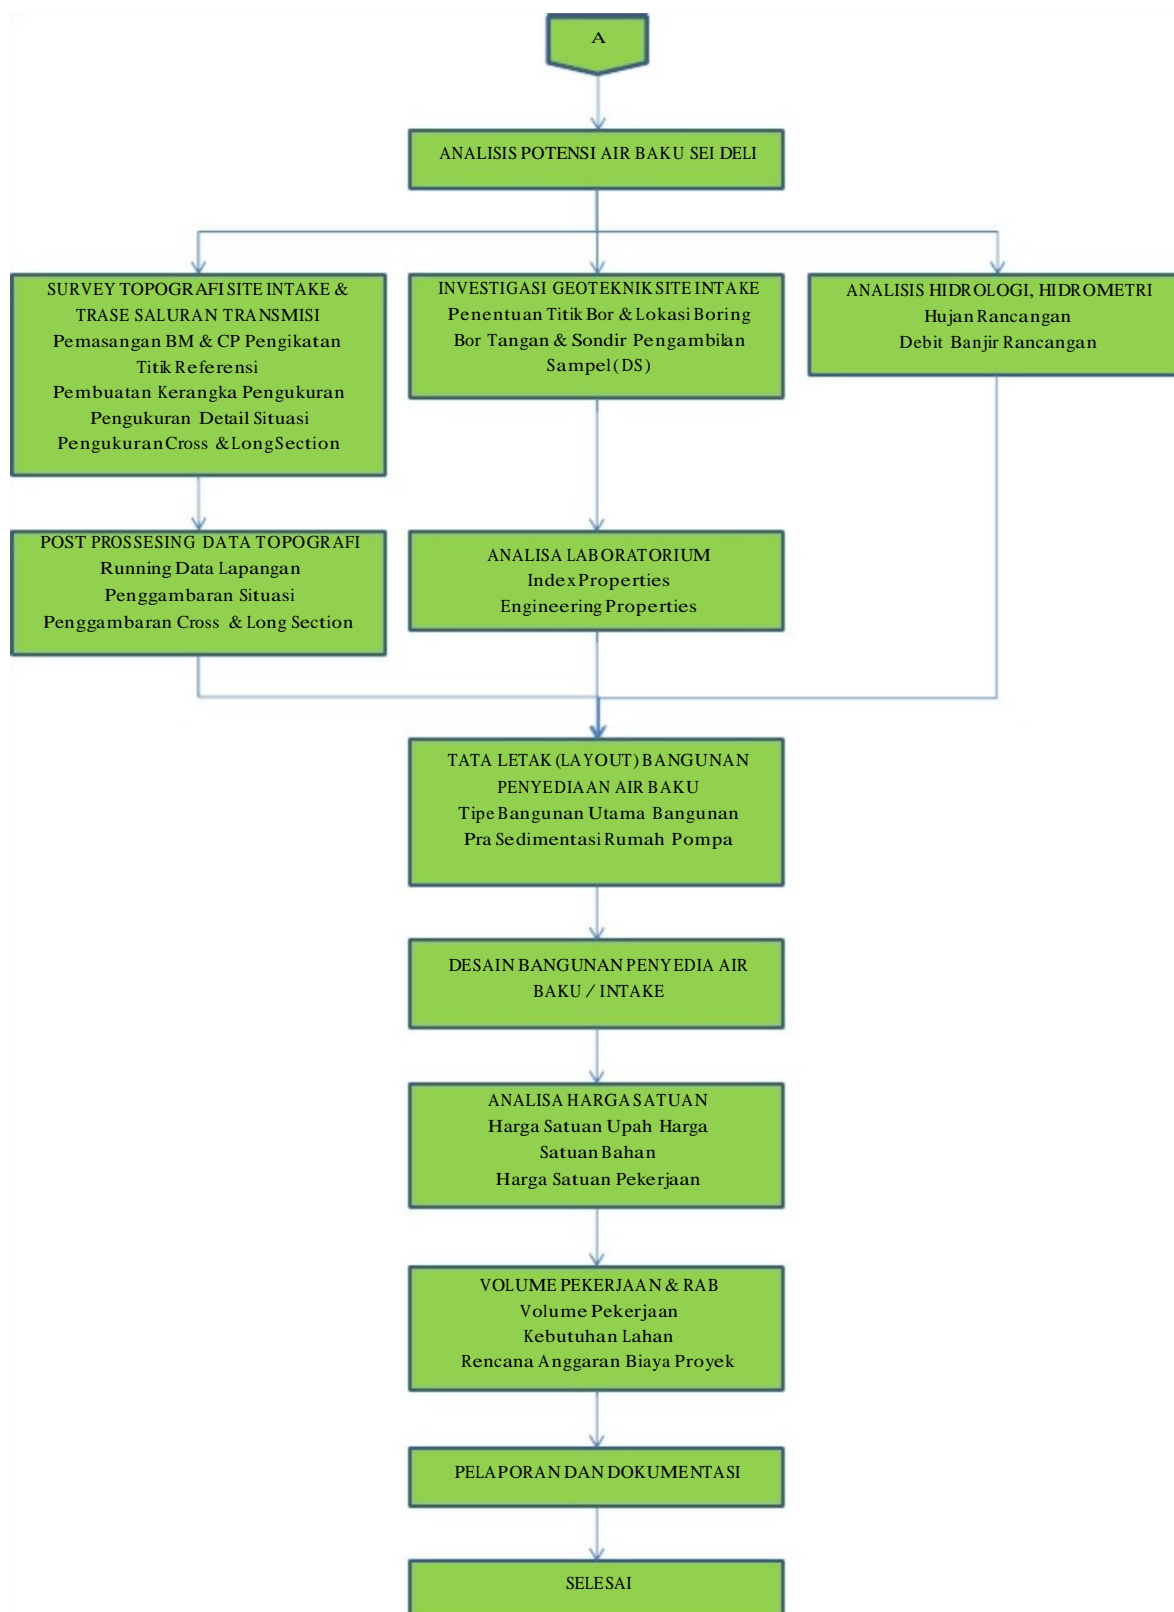 A
ANALISIS POTENSI AIR BAKU SEI DELI
SURVEY TOPOGRAFI SITE INTAKE &
TRASE SALURAN TRANSMISI
Pemasangan BM & CP Pengikatan
Titik Referensi
Pembuatan Kerangka Pengukuran
Pengukuran Detail Situasi
Pengukuran Cross & Long Section
INVESTIGASI GEOTEKNIK SITE INTAKE
Penentuan Titik Bor & Lokasi Boring
Bor Tangan & Sondir Pengambilan
Sampel (DS)
ANALISIS HIDROLOGI, HIDROMETRI
Hujan Rancangan
Debit Banjir Rancangan
POST PROSSESING DATA TOPOGRAFI
Running Data Lapangan
Penggambaran Situasi
Penggambaran Cross & Long Section
ANALISA LABORATORIUM
Index Properties
Engineering Properties
TATA LETAK (LAYOUT) BANGUNAN
PENYEDIAAN AIR BAKU
Tipe Bangunan Utama Bangunan
Pra Sedimentasi Rumah Pompa
DESAIN BANGUNAN PENYEDIA AIR
BAKU / INTAKE
ANALISA HARGA SATUAN
Harga Satuan Upah Harga
Satuan Bahan
Harga Satuan Pekerjaan
VOLUME PEKERJAAN & RAB
Volume Pekerjaan
Kebutuhan Lahan
Rencana Anggaran Biaya Proyek
PELAPORAN DAN DOKUMENTASI
SELESAI